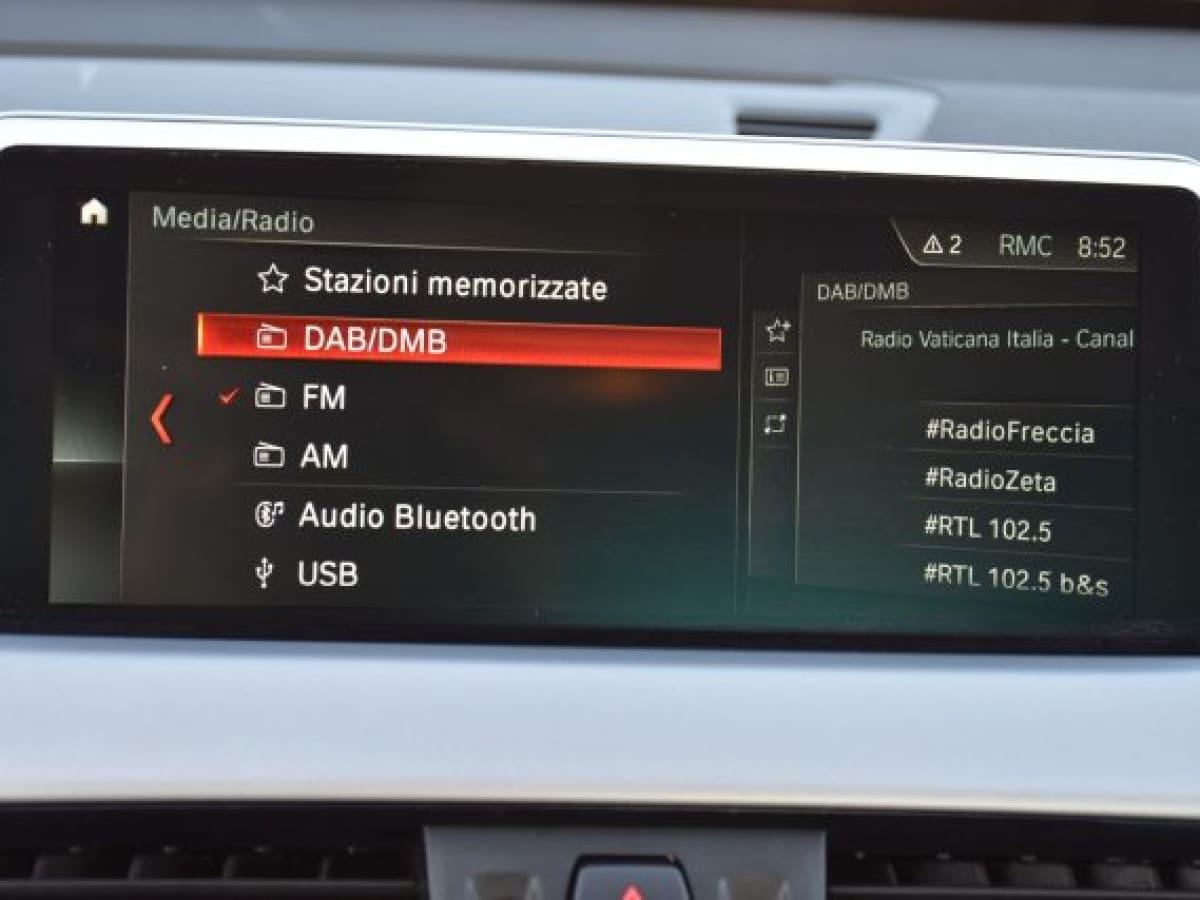 Media/Radio
Stazioni memorizzate
DAB/DMB
FM
AM
Audio Bluetooth
USB
2 RMC 8:52
DAB/DMB
Radio Vaticana Italia - Canal
#RadioFreccia
#RadioZeta
#RTL 102.5
#RTL 102.5 b&s